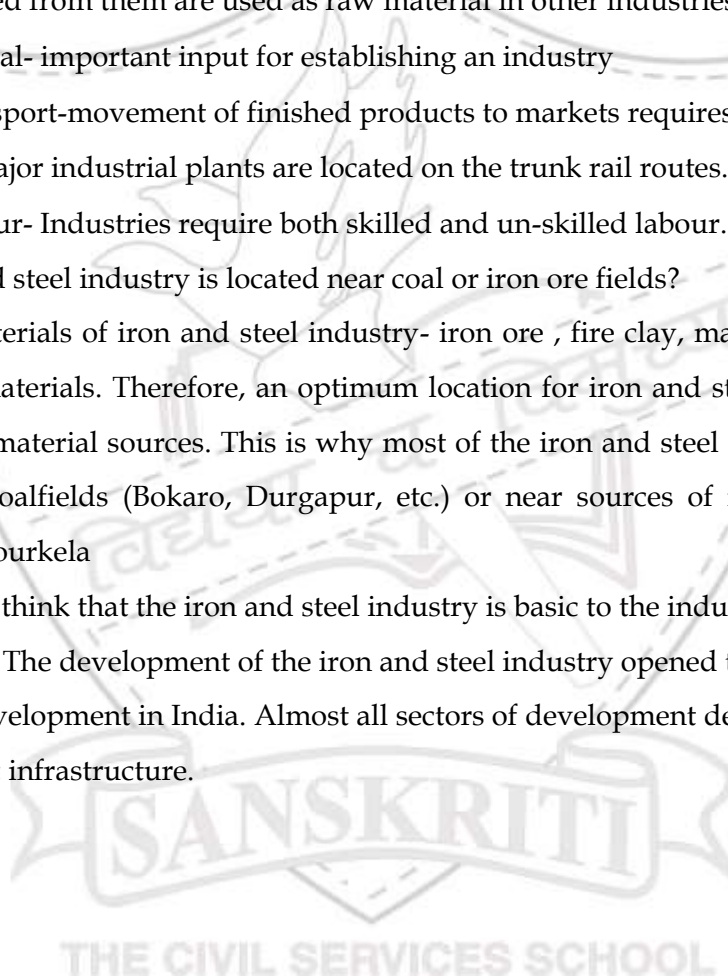 ed from them are used as raw material in other industries
al- important input for establishing an industry
sport-movement of finished products to markets requires
ajor industrial plants are located on the trunk rail routes.
ur- Industries require both skilled and un-skilled labour.
d steel industry is located near coal or iron ore fields?
terials of iron and steel industry- iron ore , fire clay, ma
naterials. Therefore, an optimum location for iron and st
material sources. This is why most of the iron and steel
oalfields (Bokaro, Durgapur, etc.) or near sources of
ourkela
think that the iron and steel industry is basic to the indu
The development of the iron and steel industry opened t
velopment in India. Almost all sectors of development de
infrastructure.
SANSKRITI
THE CIVIL SERVICES SCHOOL